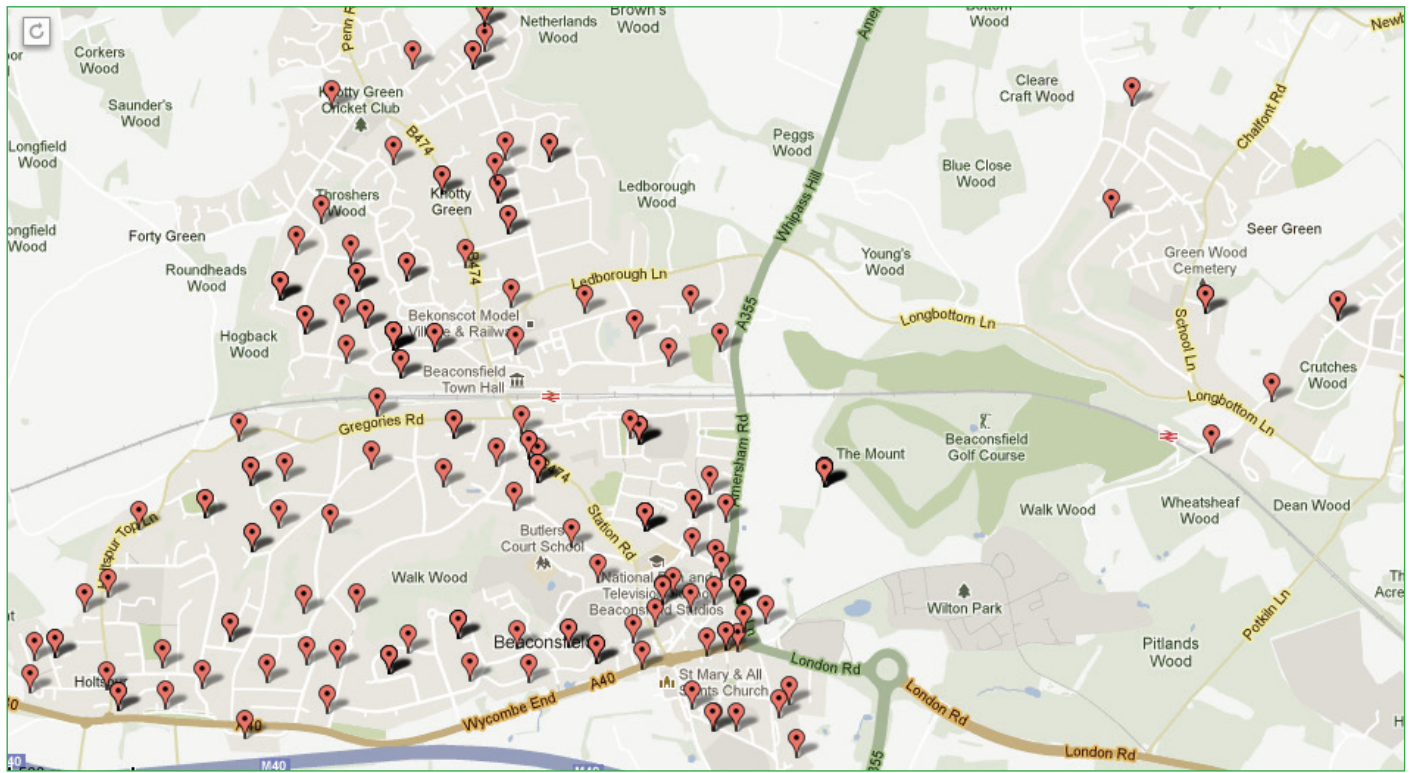 Netherlands
Wood
Brown's
Wood
Wood
Newb
Penn R
Corkers
Wood
Saunder's
Wood
Knotty Green
Cricket Club
Cleare
Craft Wood
Chalfont Rd
B474
Peggs
Wood
Longfield
Wood
Blue Close
Wood
Throshers
Wood
Knotty
Green
Ledborough
Wood
Whipass Hill
Forty Green
ongfield
Wood
Seer Green
Roundheads
Wood
B474
Ledborough Ln
Young's
Wood
Green Wood
Cemetery
A355
Bekonscot Model
Village & Railway
Longbottom Ln
School Ln
Hogback
Wood
Crutches
Wood
Beaconsfield
Town Hall
Gregories Rd
Longbottom Ln
Amersham Rd
The Mount
Beaconsfield
Golf Course
B474
Walk Wood
Wheatsheaf
Wood
Dean Wood
Holtspur Top Ln
Station Rd
Butlers
Court School
Walk Wood
National Film and
Television School
Beaconsfield Studios
Wilton Park
Potkiln Ln
Beaconsfield
Pitlands
Wood
London Rd
Holtspur
A40
St Mary & All
Saints Church
London Rd
Wycombe End
A40
London Rd
M40
M40
355
40